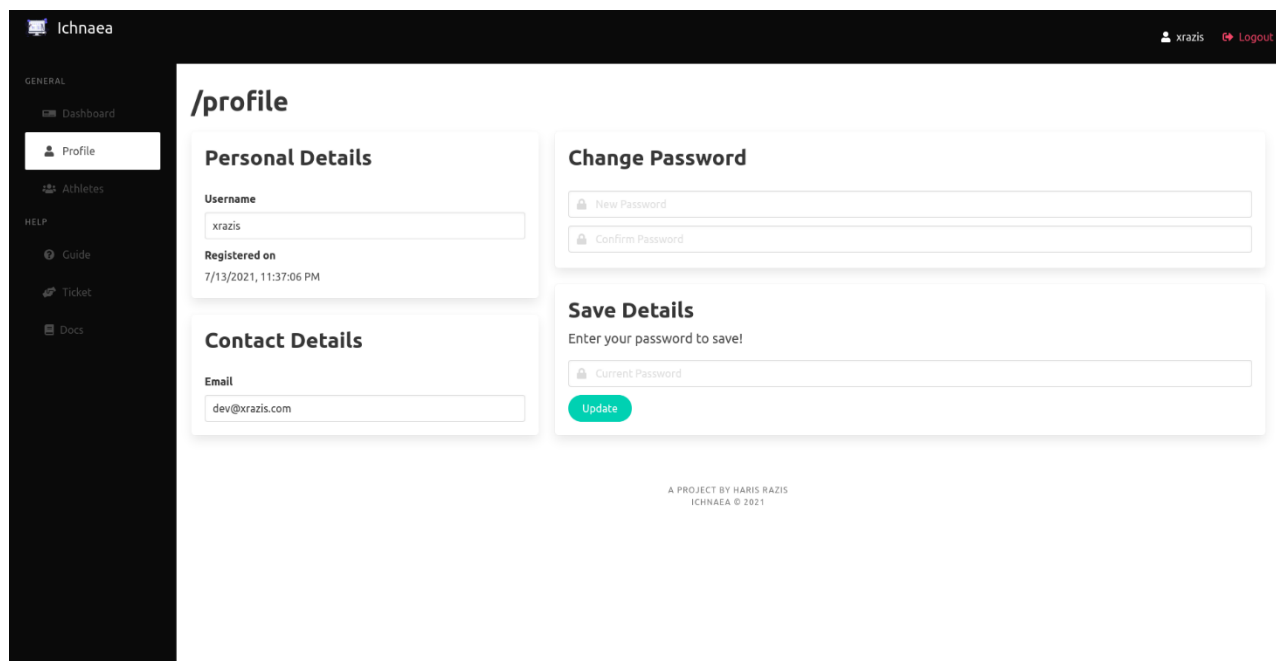 Ichnaea
xrazis Logout
GENERAL
Dashboard
Profile
Athletes
HELP
Guide
Ticket
Docs
/profile
Personal Details
Username
xrazis
Registered on
7/13/2021, 11:37:06 PM
Contact Details
Email
dev@xrazis.com
Change Password
New Password
Confirm Password
Save Details
Enter your password to save!
Current Password
Update
A PROJECT BY HARIS RAZIS
ICHNAEA © 2021